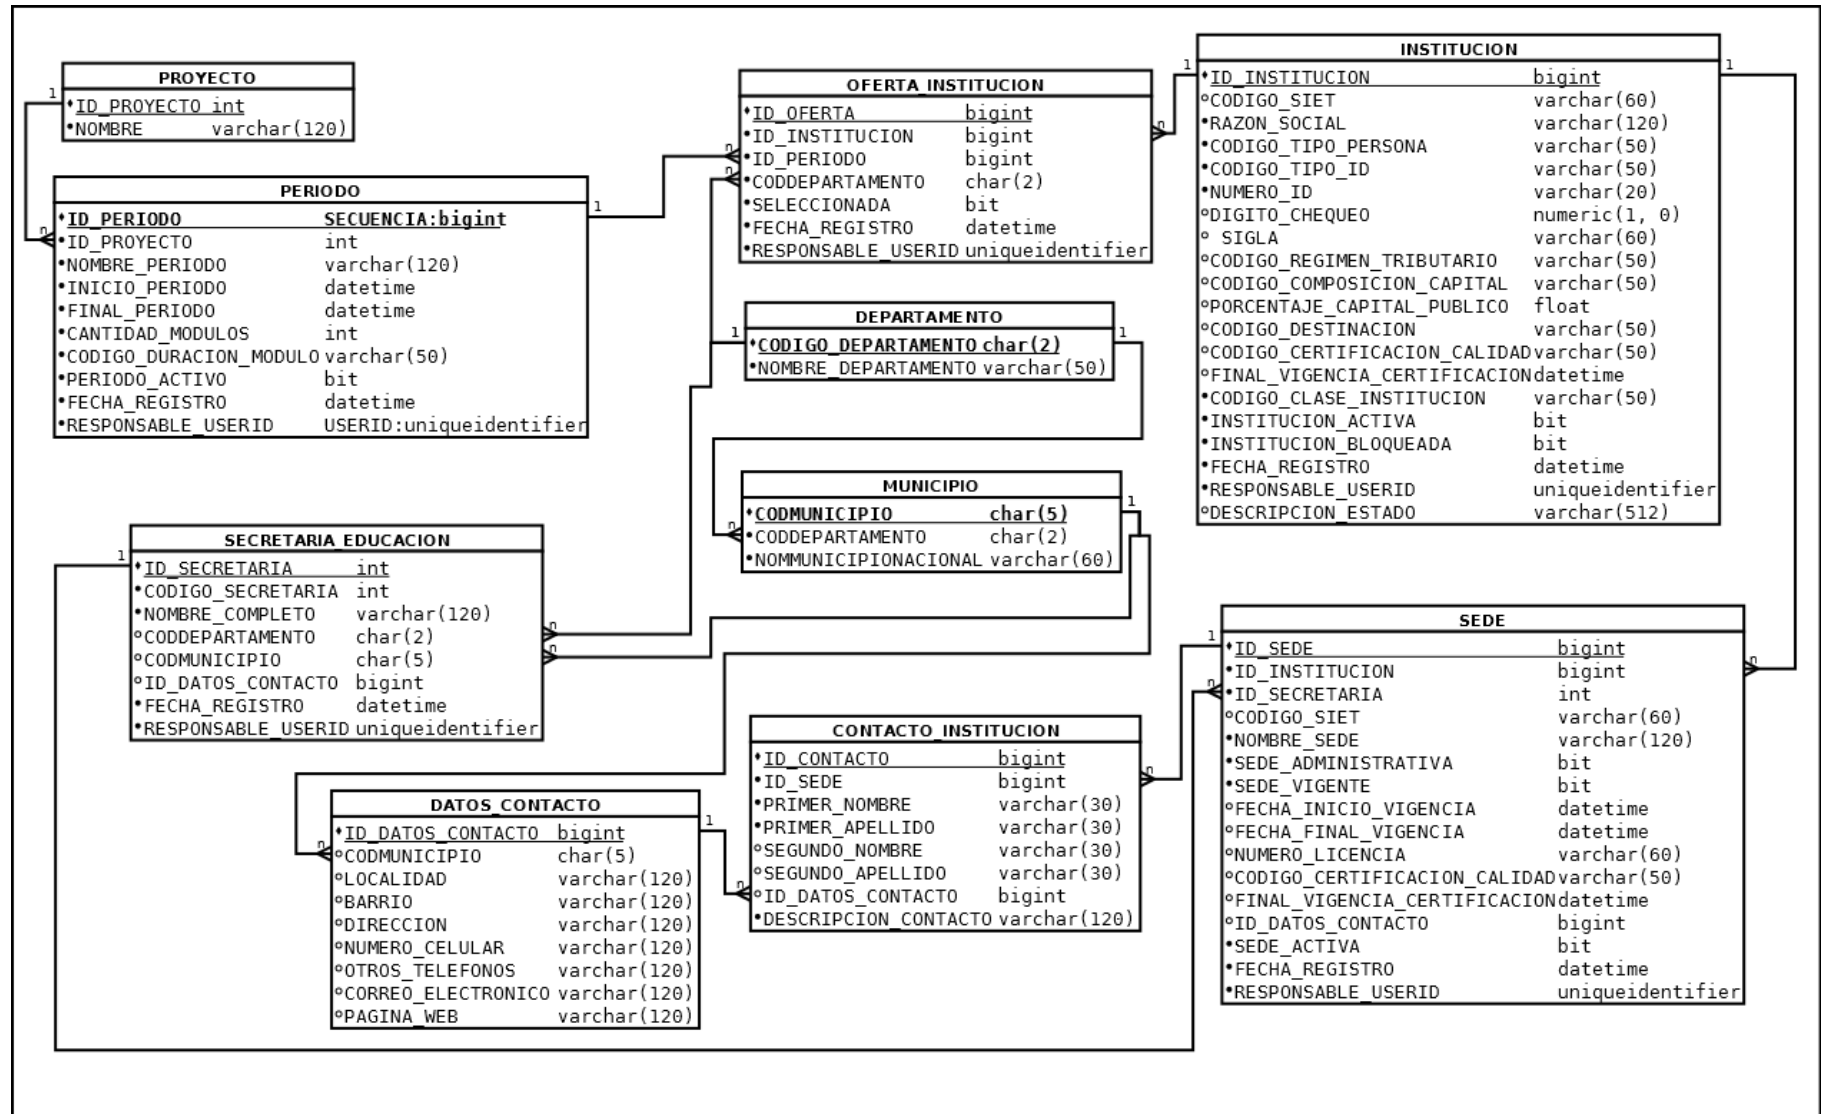 PROYECTO
ID_PROYECTO int
NOMBRE varchar(120)
1
n
PERIODO
ID_PERIODO SECUENCIA:bigint
ID_PROYECTO int
NOMBRE_PERIODO varchar(120)
INICIO_PERIODO datetime
FINAL_PERIODO datetime
CANTIDAD_MODULOS int
CODIGO_DURACION_MODULO varchar(50)
PERIODO_ACTIVO bit
FECHA_REGISTRO datetime
RESPONSABLE_USERID USERID:uniqueidentifier
1
n
n
OFERTA_INSTITUCION
ID_OFERTA bigint
ID_INSTITUCION bigint
ID_PERIODO bigint
CODDEPARTAMENTO char(2)
SELECCIONADA bit
FECHA_REGISTRO datetime
RESPONSABLE_USERID uniqueidentifier
n
1
INSTITUCION
ID_INSTITUCION bigint
CODIGO_SIET varchar(60)
RAZON_SOCIAL varchar(120)
CODIGO_TIPO_PERSONA varchar(50)
CODIGO_TIPO_ID varchar(50)
NUMERO_ID varchar(20)
DIGITO_CHEQUEO numeric(1, 0)
SIGLA varchar(60)
CODIGO_REGIMEN_TRIBUTARIO varchar(50)
CODIGO_COMPOSICION_CAPITAL varchar(50)
PORCENTAJE_CAPITAL_PUBLICO float
CODIGO_DESTINACION varchar(50)
CODIGO_CERTIFICACION_CALIDAD varchar(50)
FINAL_VIGENCIA_CERTIFICACION datetime
CODIGO_CLASE_INSTITUCION varchar(50)
INSTITUCION_ACTIVA bit
INSTITUCION_BLOQUEADA bit
FECHA_REGISTRO datetime
RESPONSABLE_USERID uniqueidentifier
DESCRIPCION_ESTADO varchar(512)
1
1
DEPARTAMENTO
CODIGO_DEPARTAMENTO char(2)
NOMBRE_DEPARTAMENTO varchar(50)
1
n
MUNICIPIO
CODMUNICIPIO char(5)
CODDEPARTAMENTO char(2)
NOMMUNICIPIONACIONAL varchar(60)
1
1
SECRETARIA_EDUCACION
ID_SECRETARIA int
CODIGO_SECRETARIA int
NOMBRE_COMPLETO varchar(120)
CODDEPARTAMENTO char(2)
CODMUNICIPIO char(5)
ID_DATOS_CONTACTO bigint
FECHA_REGISTRO datetime
RESPONSABLE_USERID uniqueidentifier
n
n
n
DATOS_CONTACTO
ID_DATOS_CONTACTO bigint
CODMUNICIPIO char(5)
LOCALIDAD varchar(120)
BARRIO varchar(120)
DIRECCION varchar(120)
NUMERO_CELULAR varchar(120)
OTROS_TELEFONOS varchar(120)
CORREO_ELECTRONICO varchar(120)
PAGINA_WEB varchar(120)
1
n
CONTACTO_INSTITUCION
ID_CONTACTO bigint
ID_SEDE bigint
PRIMER_NOMBRE varchar(30)
PRIMER_APELLIDO varchar(30)
SEGUNDO_NOMBRE varchar(30)
SEGUNDO_APELLIDO varchar(30)
ID_DATOS_CONTACTO bigint
DESCRIPCION_CONTACTO varchar(120)
n
1
n
SEDE
ID_SEDE bigint
ID_INSTITUCION bigint
ID_SECRETARIA int
CODIGO_SIET varchar(60)
NOMBRE_SEDE varchar(120)
SEDE_ADMINISTRATIVA bit
SEDE_VIGENTE bit
FECHA_INICIO_VIGENCIA datetime
FECHA_FINAL_VIGENCIA datetime
NUMERO_LICENCIA varchar(60)
CODIGO_CERTIFICACION_CALIDAD varchar(50)
FINAL_VIGENCIA_CERTIFICACION datetime
ID_DATOS_CONTACTO bigint
SEDE_ACTIVA bit
FECHA_REGISTRO datetime
RESPONSABLE_USERID uniqueidentifier
n